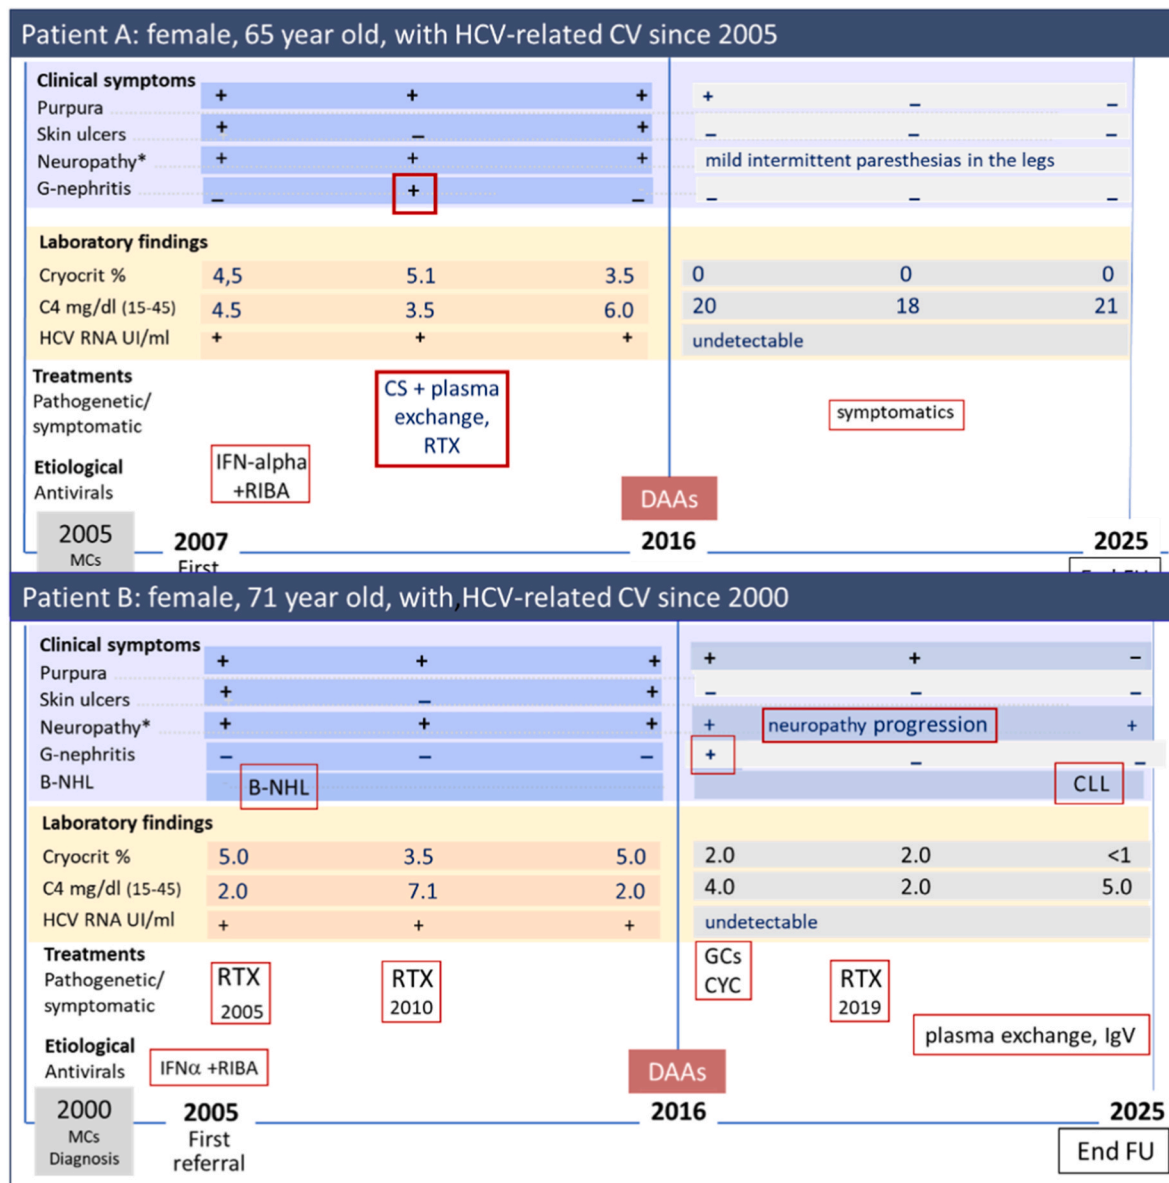 Patient A: female, 65 year old, with HCV-related CV since 2005
Clinical symptoms
Purpura + + + + – –
Skin ulcers + – + – – –
Neuropathy* + + + mild intermittent paresthesias in the legs
G-nephritis – + – – – –
Laboratory findings
Cryocrit % 4,5 5.1 3.5 0 0 0
C4 mg/dl (15-45) 4.5 3.5 6.0 20 18 21
HCV RNA UI/ml + + + undetectable
Treatments
Pathogenetic/
symptomatic
CS + plasma
exchange,
RTX
symptomatics
Etiological
Antivirals
IFN-alpha
+RIBA
DAAs
2005
MCs
2007
First
2016
2025
End FU
Patient B: female, 71 year old, with,HCV-related CV since 2000
Clinical symptoms
Purpura + + + + + –
Skin ulcers + – + – – –
Neuropathy* + + + + neuropathy progression +
G-nephritis – – – + – –
B-NHL B-NHL CLL
Laboratory findings
Cryocrit % 5.0 3.5 5.0 2.0 2.0 <1
C4 mg/dl (15-45) 2.0 7.1 2.0 4.0 2.0 5.0
HCV RNA UI/ml + + + undetectable
Treatments
Pathogenetic/
symptomatic
RTX
2005
RTX
2010
GCs
CYC
RTX
2019
plasma exchange, IgV
Etiological
Antivirals
IFNα +RIBA
DAAs
2000
MCs
Diagnosis
2005
First
referral
2016
2025
End FU